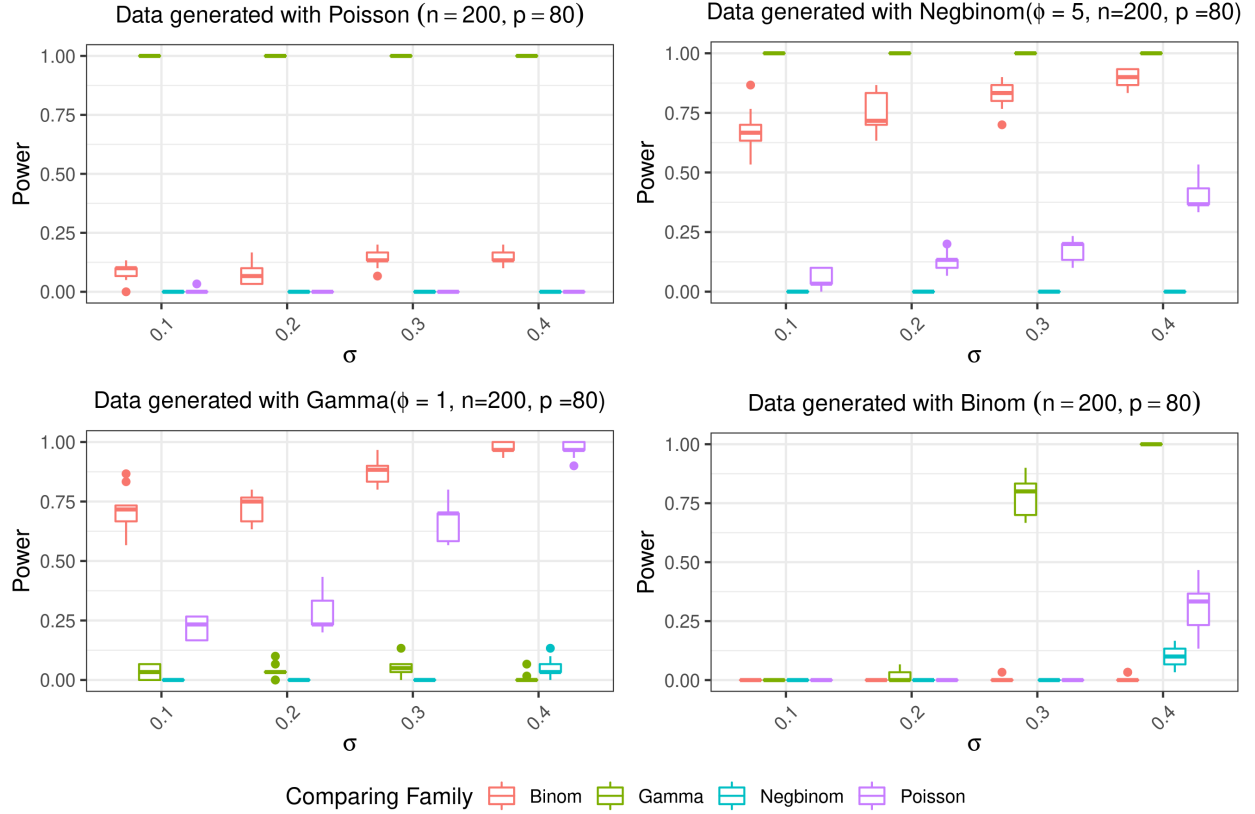 Data generated with Poisson (n = 200, p = 80)
Power
1.00
0.75
0.50
0.25
0.00
0.1 0.2 0.3 0.4
σ
Data generated with Negbinom(ϕ = 5, n=200, p =80)
Power
1.00
0.75
0.50
0.25
0.00
0.1 0.2 0.3 0.4
σ
Data generated with Gamma(ϕ = 1, n=200, p =80)
Power
1.00
0.75
0.50
0.25
0.00
0.1 0.2 0.3 0.4
σ
Data generated with Binom (n = 200, p = 80)
Power
1.00
0.75
0.50
0.25
0.00
0.1 0.2 0.3 0.4
σ
Comparing Family Binom Gamma Negbinom Poisson